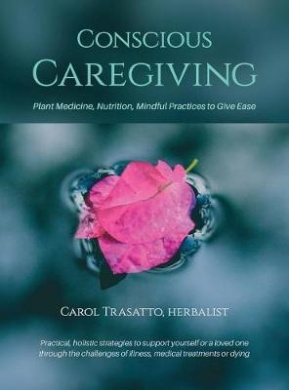 Conscious
Caregiving
Plant Medicine, Nutrition, Mindful Practices to Give Ease
Carol Trasatto, herbalist
Practical, holistic strategies to support yourself or a loved one
through the challenges of illness, medical treatments or dying